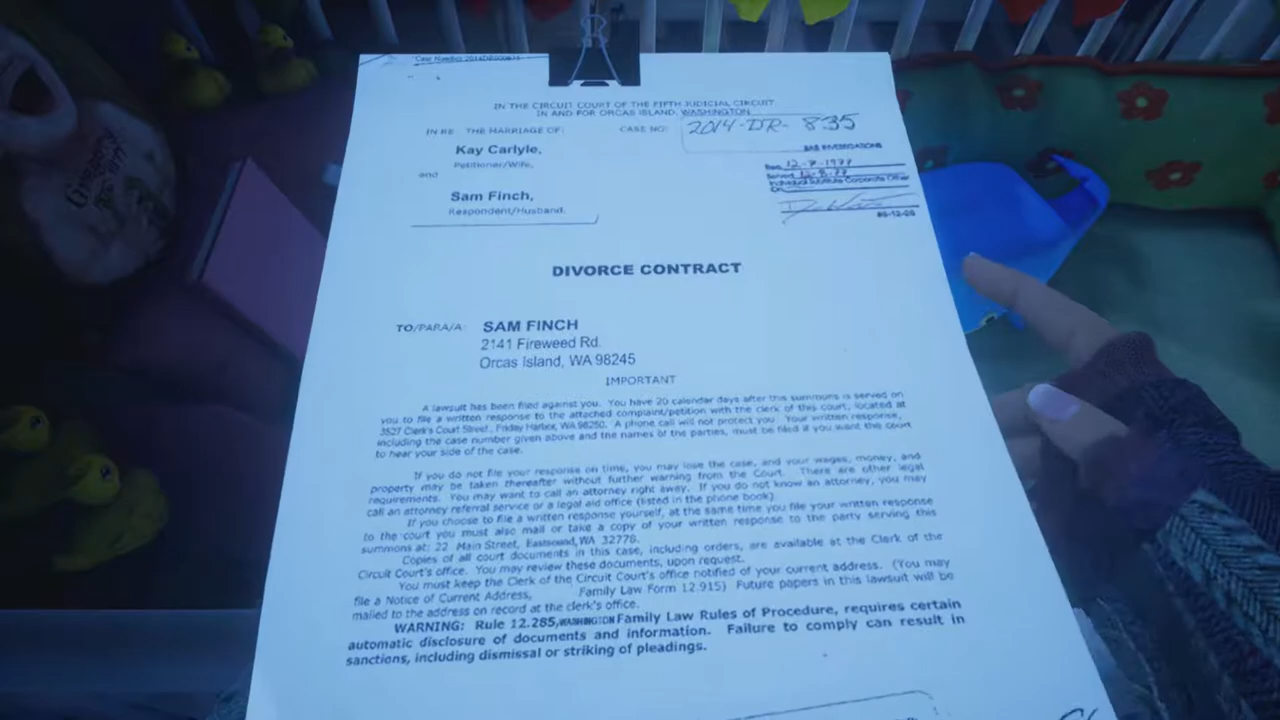 Case Number 2014DR000835
IN THE CIRCUIT COURT OF THE FIFTH JUDICIAL CIRCUIT
IN AND FOR ORCAS ISLAND, WASHINGTON
IN RE: THE MARRIAGE OF:
CASE NO:
2014-DR- 835
Kay Carlyle,
Petitioner/Wife,
and
Sam Finch,
Respondent/Husband.
12-7-1977
Served 12-8-77
Individual Substitute Corporate Other
DIVORCE CONTRACT
TO/PARA/A: SAM FINCH
2141 Fireweed Rd.
Orcas Island, WA 98245
IMPORTANT
A lawsuit has been filed against you. You have 20 calendar days after this summons is served on
you to file a written response to the attached complaint/petition with the clerk of this court, located at
3527 Clerk's Court Street, Friday Harbor, WA 98250. A phone call will not protect you. Your written response,
including the case number given above and the names of the parties, must be filed if you want the court
to hear your side of the case.
If you do not file your response on time, you may lose the case, and your wages, money, and
property may be taken thereafter without further warning from the Court. There are other legal
requirements. You may want to call an attorney right away. If you do not know an attorney, you may
call an attorney referral service or a legal aid office (listed in the phone book).
If you choose to file a written response yourself, at the same time you file your written response
to the court you must also mail or take a copy of your written response to the party serving this
summons at: 22 Main Street, Eastsound, WA 32778.
Copies of all court documents in this case, including orders, are available at the Clerk of the
Circuit Court's office. You may review these documents, upon request.
You must keep the Clerk of the Circuit Court's office notified of your current address. (You may
file a Notice of Current Address, Family Law Form 12.915) Future papers in this lawsuit will be
mailed to the address on record at the clerk's office.
WARNING: Rule 12.285, WASHINGTON Family Law Rules of Procedure, requires certain
automatic disclosure of documents and information. Failure to comply can result in
sanctions, including dismissal or striking of pleadings.